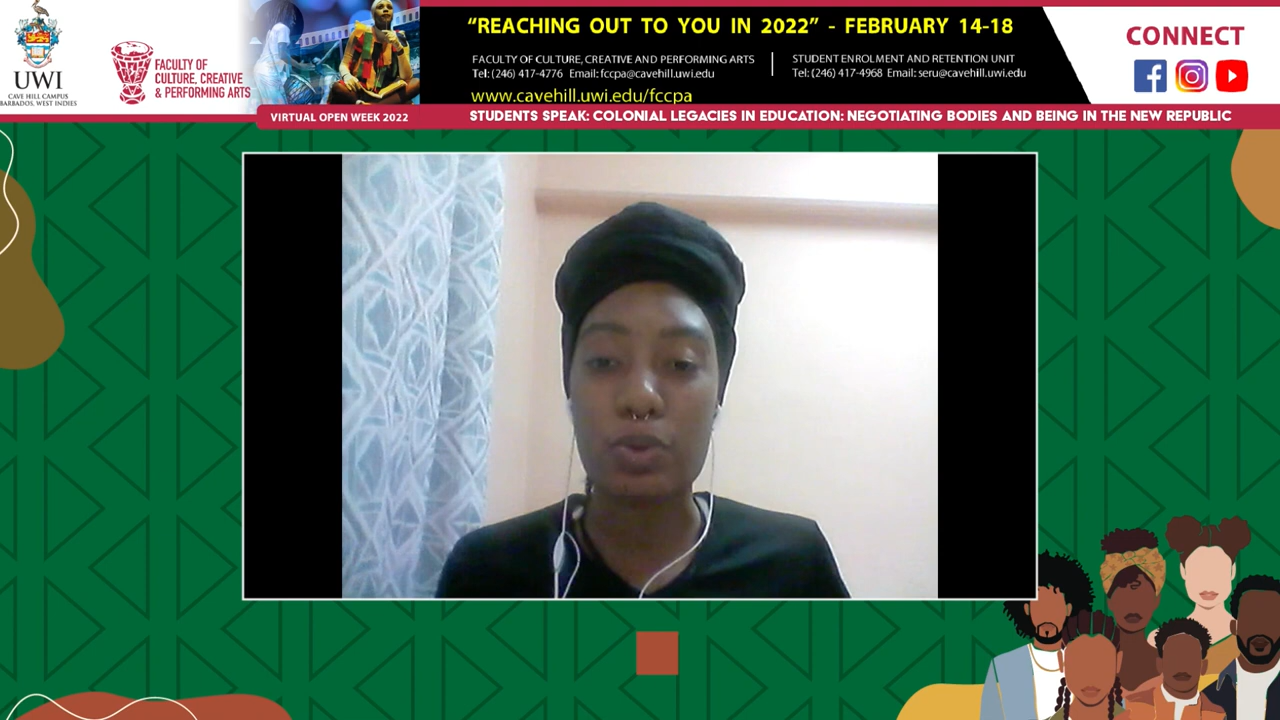 UWI
CAVE HILL CAMPUS
BARBADOS, WEST INDIES
FACULTY OF
CULTURE, CREATIVE
& PERFORMING ARTS
“REACHING OUT TO YOU IN 2022” - FEBRUARY 14-18
FACULTY OF CULTURE, CREATIVE AND PERFORMING ARTS
Tel: (246) 417-4776 Email: fccpa@cavehill.uwi.edu
STUDENT ENROLMENT AND RETENTION UNIT
Tel: (246) 417-4968 Email: seru@cavehill.uwi.edu
www.cavehill.uwi.edu/fccpa
CONNECT
VIRTUAL OPEN WEEK 2022
STUDENTS SPEAK: COLONIAL LEGACIES IN EDUCATION: NEGOTIATING BODIES AND BEING IN THE NEW REPUBLIC